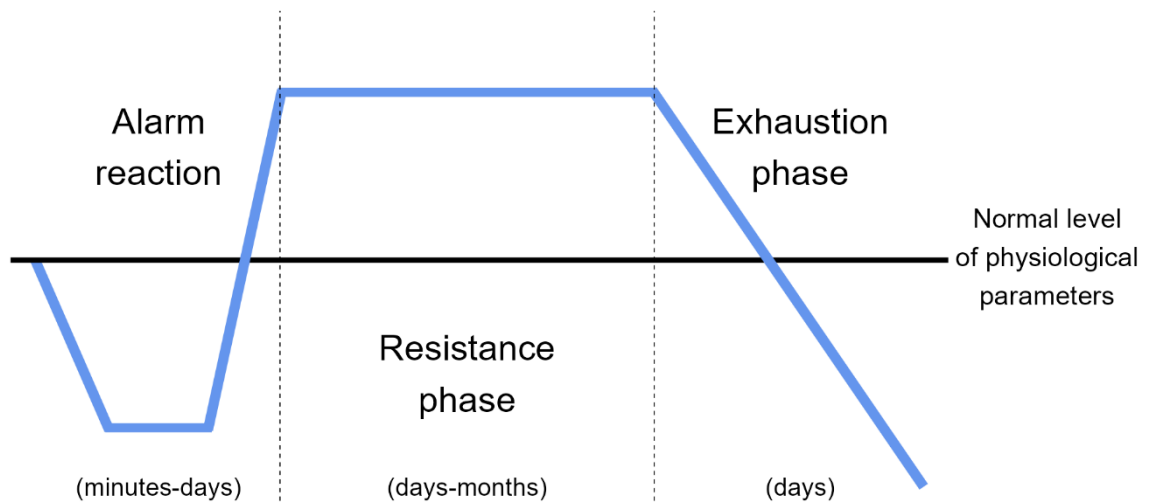 Alarm
reaction
Exhaustion
phase
Normal level
of physiological
parameters
Resistance
phase
(minutes-days)
(days-months)
(days)